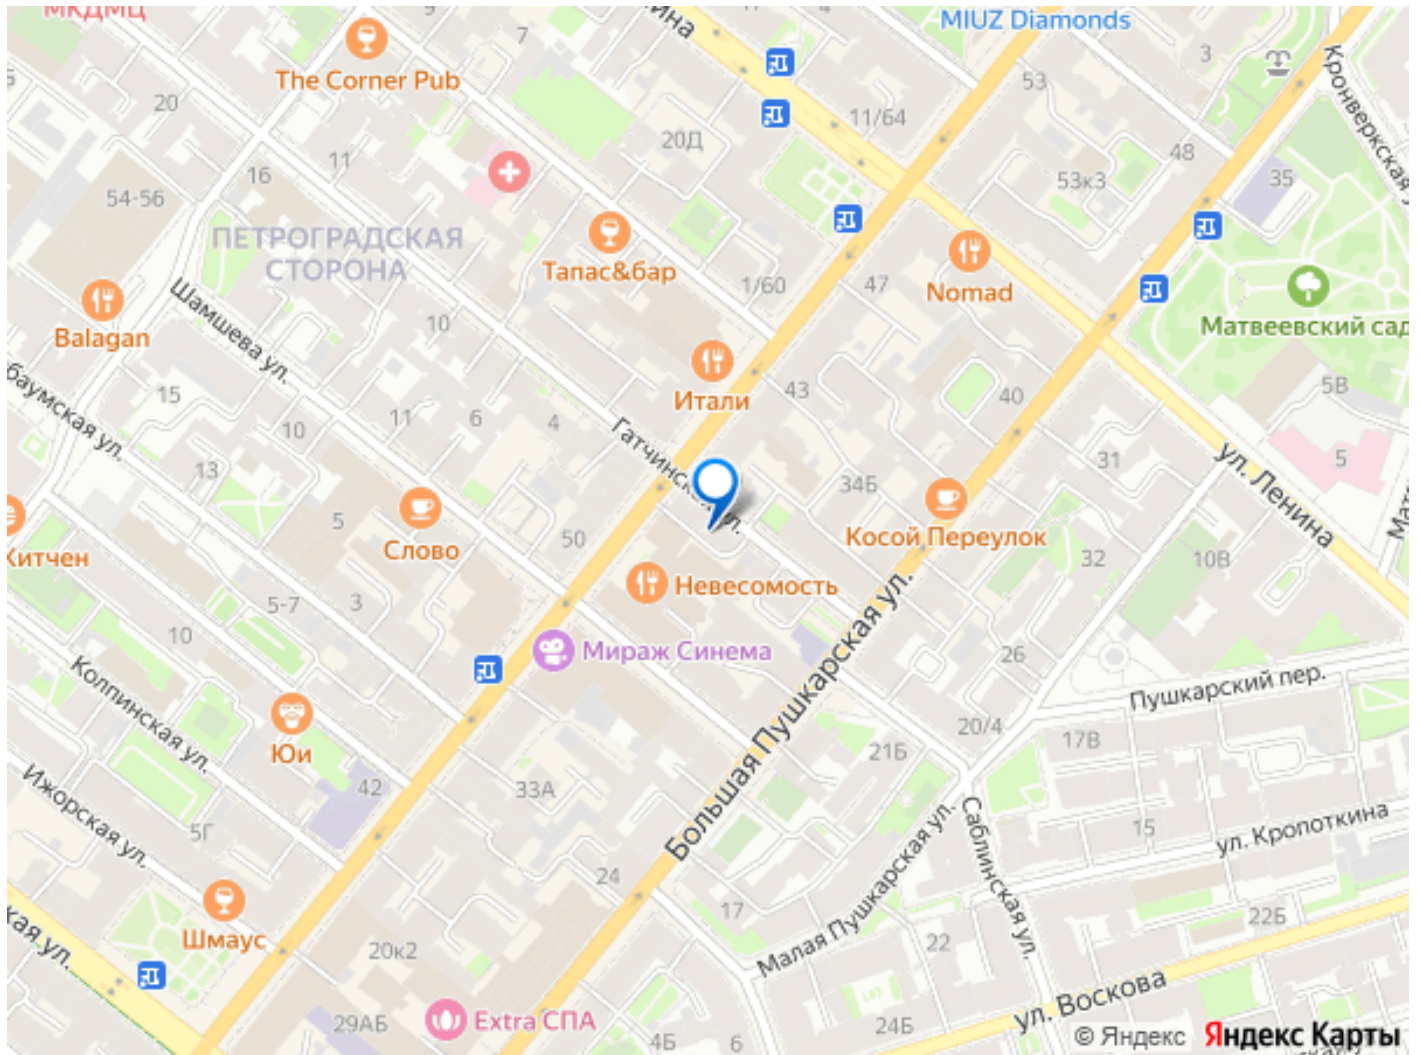 МКДМЦ
9
7
MIUZ Diamonds
3
The Corner Pub
20
11
16
20Д
11/64
53
48
53к3
35
Кронверкская у
54-56
ПЕТРОГРАДСКАЯ
СТОРОНА
Тапас&бар
1/60
47
Nomad
Матвеевский сад
Шамшева ул.
Balagan
10
15
11
6
4
Итали
43
40
5В
баумская ул.
10
13
Гатчинская ул.
34Б
31
ул. Ленина
5
Китчен
5
Слово
50
Косой Переулок
32
10В
Невесомость
5-7
3
10
Мираж Синема
26
Колпинская ул.
Большая Пушкарская ул.
Пушкарский пер.
Юи
21Б
20/4
17В
42
33А
Ижорская ул.
5Г
Саблинская ул.
15
ул. Кропоткина
24
17
Малая Пушкарская ул.
22
22Б
кая ул.
Шмаус
20к2
29АБ
Extra СПА
4Б
6
24Б
ул. Воскова
© Яндекс Яндекс Карты